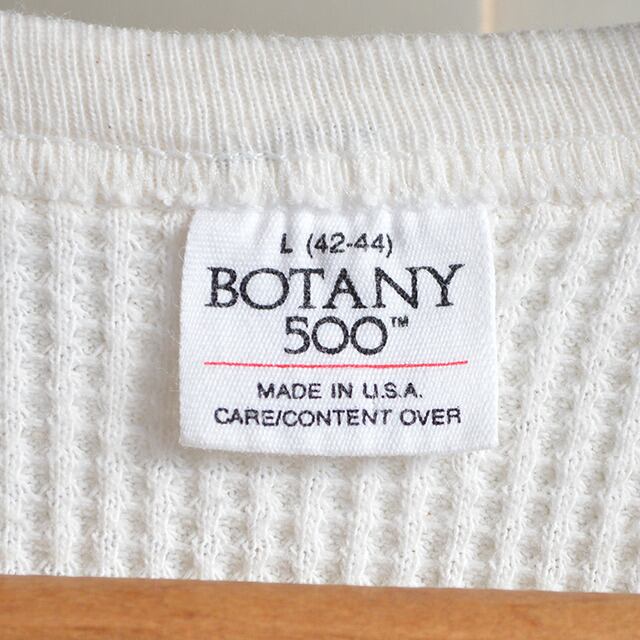 L (42-44)
BOTANY
500™
MADE IN U.S.A.
CARE/CONTENT OVER